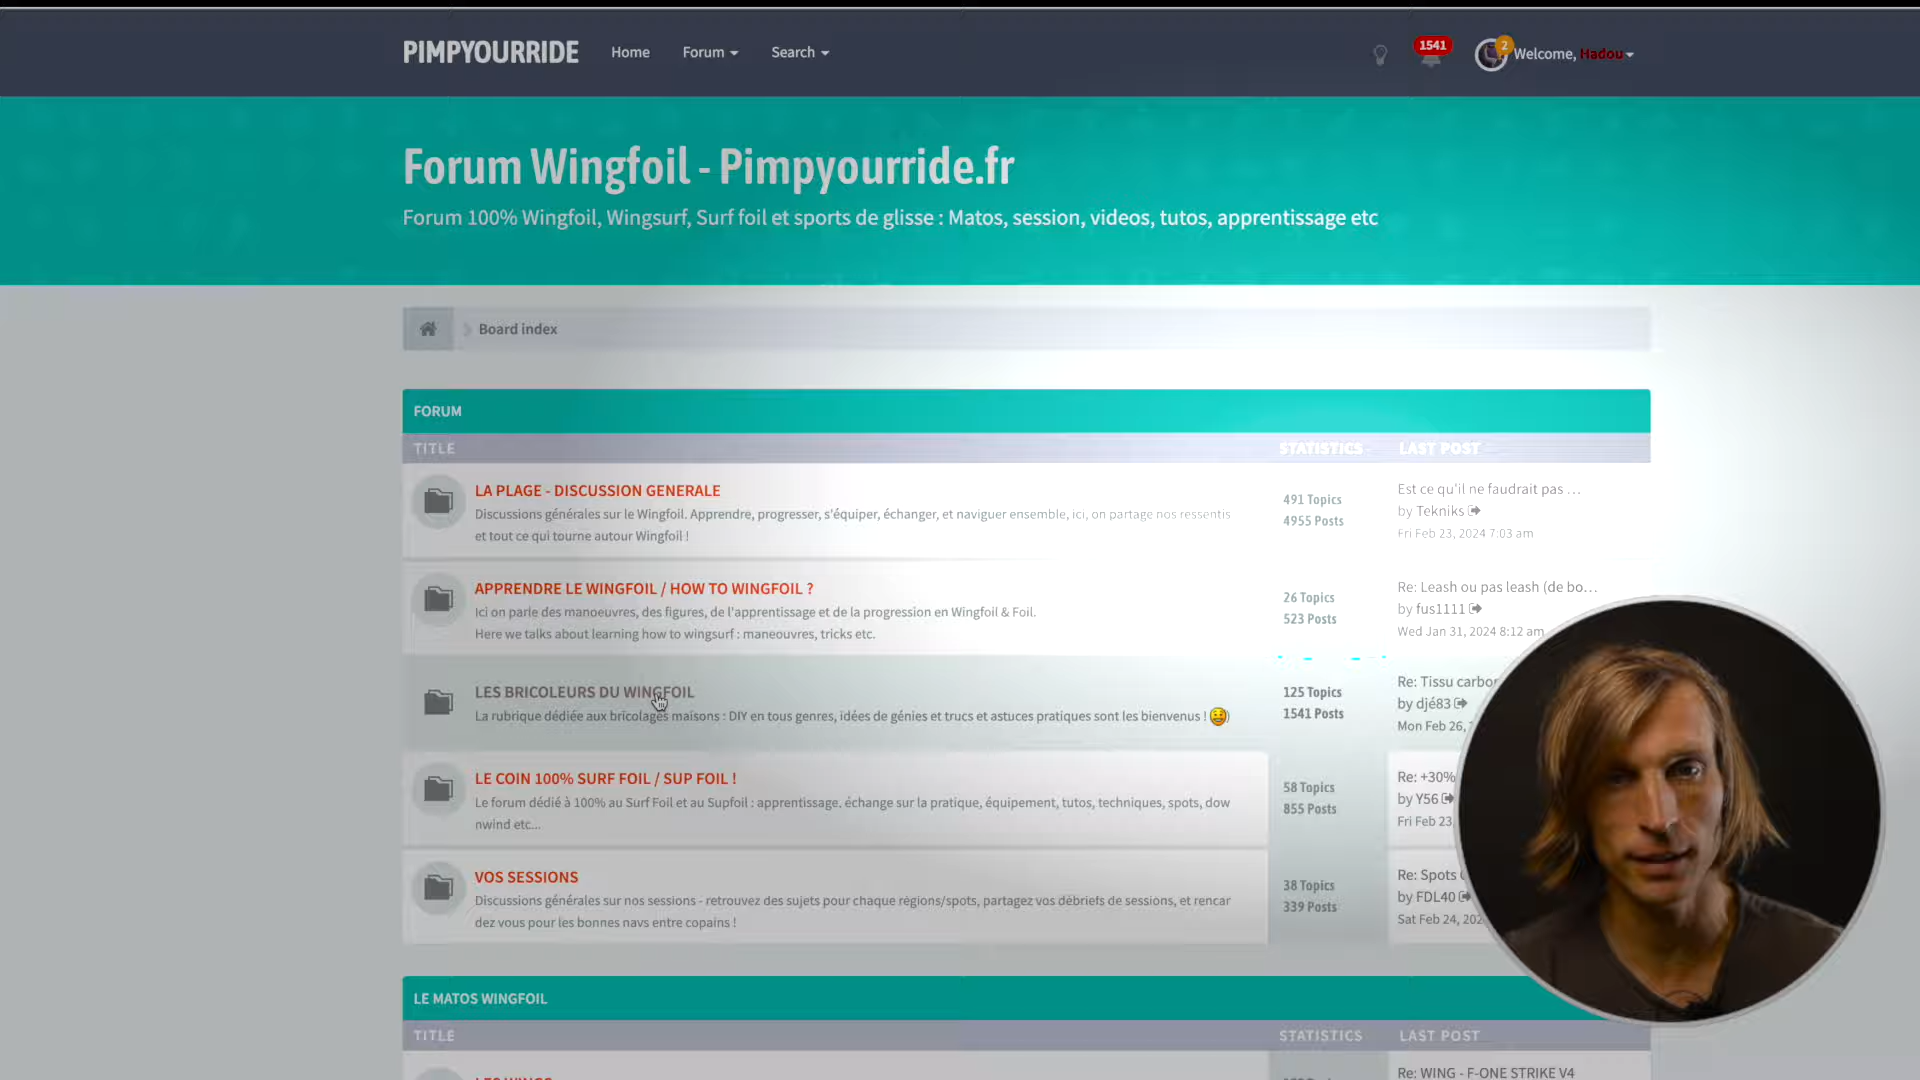 PIMPYOURRIDE Home Forum Search 1541 2 Welcome, Hadou
Forum Wingfoil - Pimpyourride.fr
Forum 100% Wingfoil, Wingsurf, Surf foil et sports de glisse : Matos, session, videos, tutos, apprentissage etc
Board index
FORUM
TITLE STATISTICS LAST POST
LA PLAGE - DISCUSSION GENERALE
Discussions générales sur le Wingfoil. Apprendre, progresser, s'équiper, échanger, et naviguer ensemble, ici, on partage nos ressentis
et tout ce qui tourne autour Wingfoil !
491 Topics
4955 Posts
Est ce qu'il ne faudrait pas …
by Tekniks
Fri Feb 23, 2024 7:03 am
APPRENDRE LE WINGFOIL / HOW TO WINGFOIL ?
Ici on parle des manoeuvres, des figures, de l'apprentissage et de la progression en Wingfoil & Foil.
Here we talks about learning how to wingsurf : maneouvres, tricks etc.
26 Topics
523 Posts
Re: Leash ou pas leash (de bo…
by fus1111
Wed Jan 31, 2024 8:12 am
LES BRICOLEURS DU WINGFOIL
La rubrique dédiée aux bricolages maisons : DIY en tous genres, idées de génies et trucs et astuces pratiques sont les bienvenus !
125 Topics
1541 Posts
Re: Tissu carbo
by djé83
Mon Feb 26,
LE COIN 100% SURF FOIL / SUP FOIL !
Le forum dédié à 100% au Surf Foil et au Supfoil : apprentissage, échange sur la pratique, équipement, tutos, techniques, spots, dow
nwind etc...
58 Topics
855 Posts
Re: +30%
by Y56
Fri Feb 23,
VOS SESSIONS
Discussions générales sur nos sessions - retrouvez des sujets pour chaque régions/spots, partagez vos débriefs de sessions, et rencar
dez vous pour les bonnes navs entre copains !
38 Topics
339 Posts
Re: Spots
by FDL40
Sat Feb 24, 202
LE MATOS WINGFOIL
TITLE STATISTICS LAST POST
LES WINGS
Re: WING - F-ONE STRIKE V4